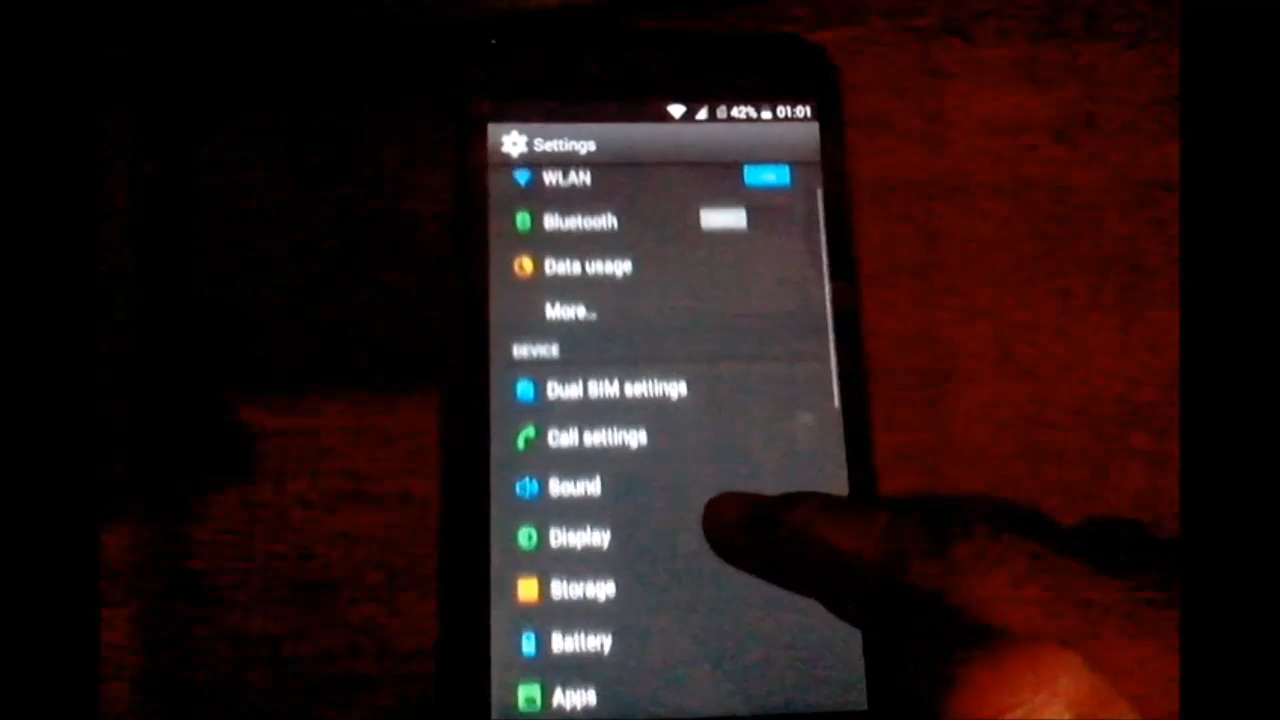 42% 01:01
Settings
WLAN
Bluetooth
Data usage
More...
DEVICE
Dual SIM settings
Call settings
Sound
Display
Storage
Battery
Apps